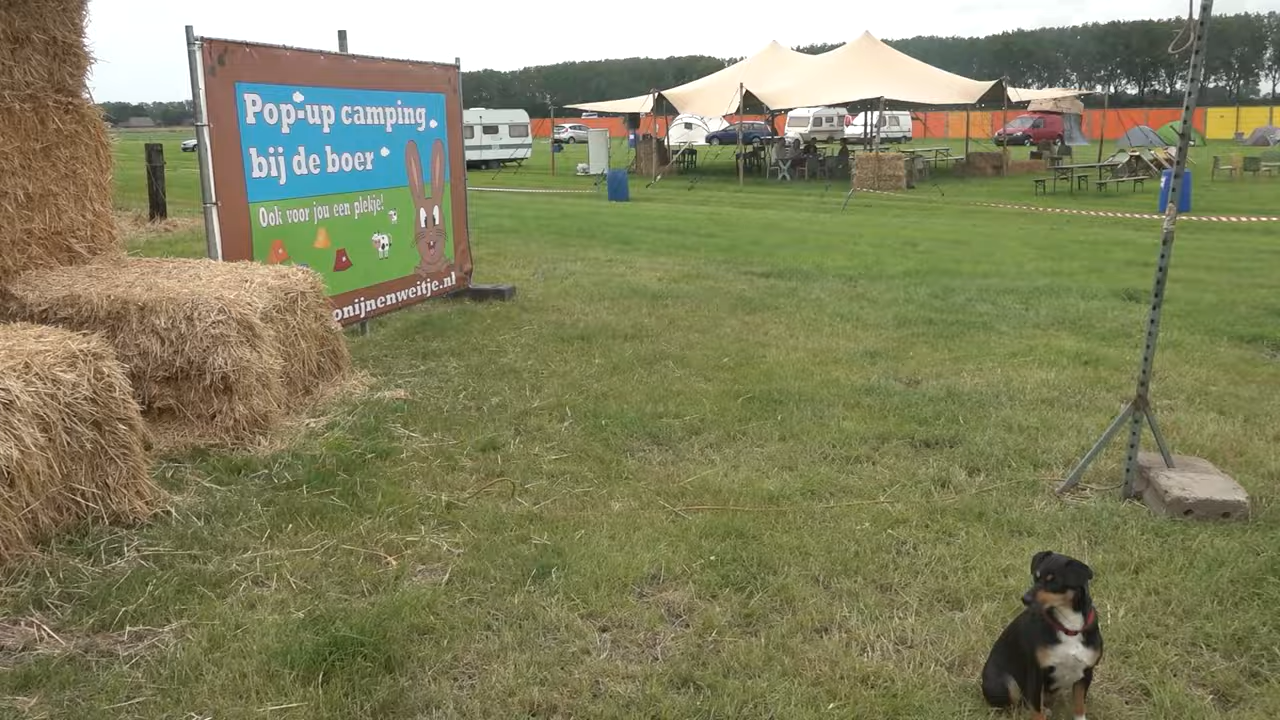 Pop-up camping
bij de boer
Ook voor jou een plekje!
onijnenweitje.nl